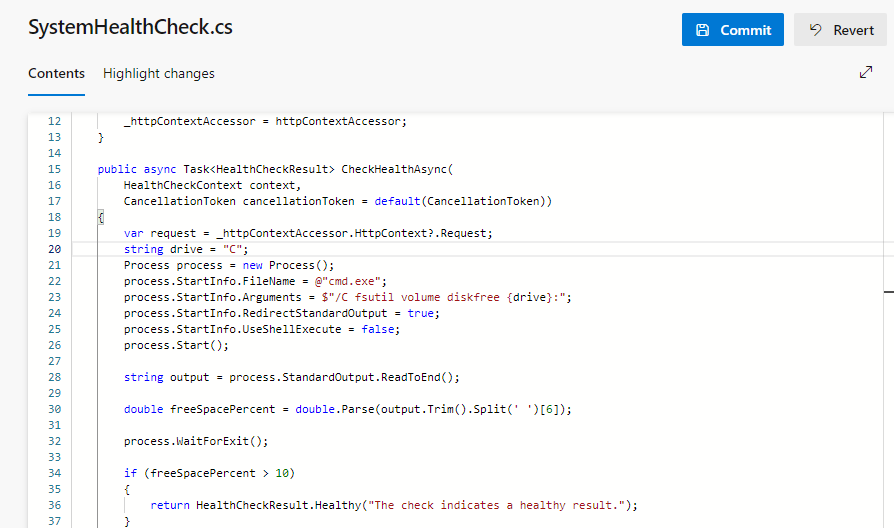 SystemHealthCheck.cs
Commit
Revert
Contents
Highlight changes
12 _httpContextAccessor = httpContextAccessor;
13 }
14
15 public async Task<HealthCheckResult> CheckHealthAsync(
16 HealthCheckContext context,
17 CancellationToken cancellationToken = default(CancellationToken))
18 {
19 var request = _httpContextAccessor.HttpContext?.Request;
20 string drive = "C";
21 Process process = new Process();
22 process.StartInfo.FileName = @"cmd.exe";
23 process.StartInfo.Arguments = $"/C fsutil volume diskfree {drive}:";
24 process.StartInfo.RedirectStandardOutput = true;
25 process.StartInfo.UseShellExecute = false;
26 process.Start();
27
28 string output = process.StandardOutput.ReadToEnd();
29
30 double freeSpacePercent = double.Parse(output.Trim().Split(' ')[6]);
31
32 process.WaitForExit();
33
34 if (freeSpacePercent > 10)
35 {
36 return HealthCheckResult.Healthy("The check indicates a healthy result.");
37 }